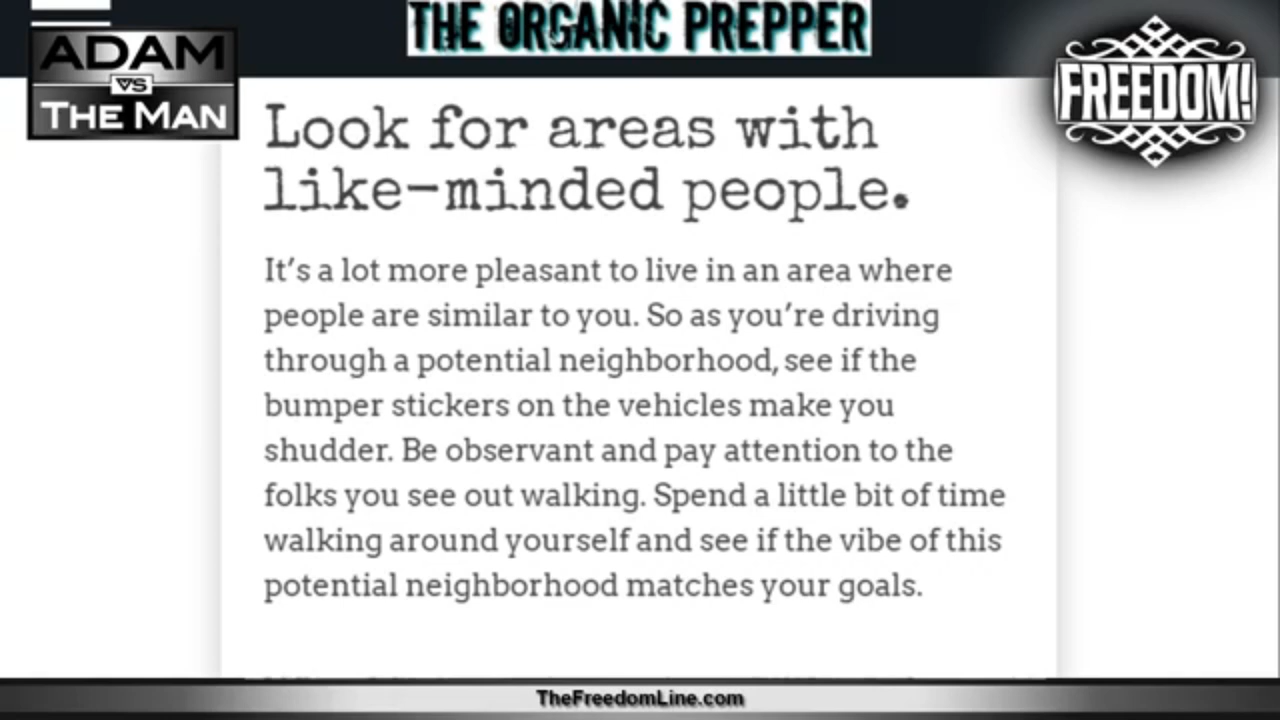 THE ORGANIC PREPPER
ADAM
VS
THE MAN
FREEDOM!
Look for areas with
like-minded people.
It's a lot more pleasant to live in an area where
people are similar to you. So as you're driving
through a potential neighborhood, see if the
bumper stickers on the vehicles make you
shudder. Be observant and pay attention to the
folks you see out walking. Spend a little bit of time
walking around yourself and see if the vibe of this
potential neighborhood matches your goals.
TheFreedomLine.com